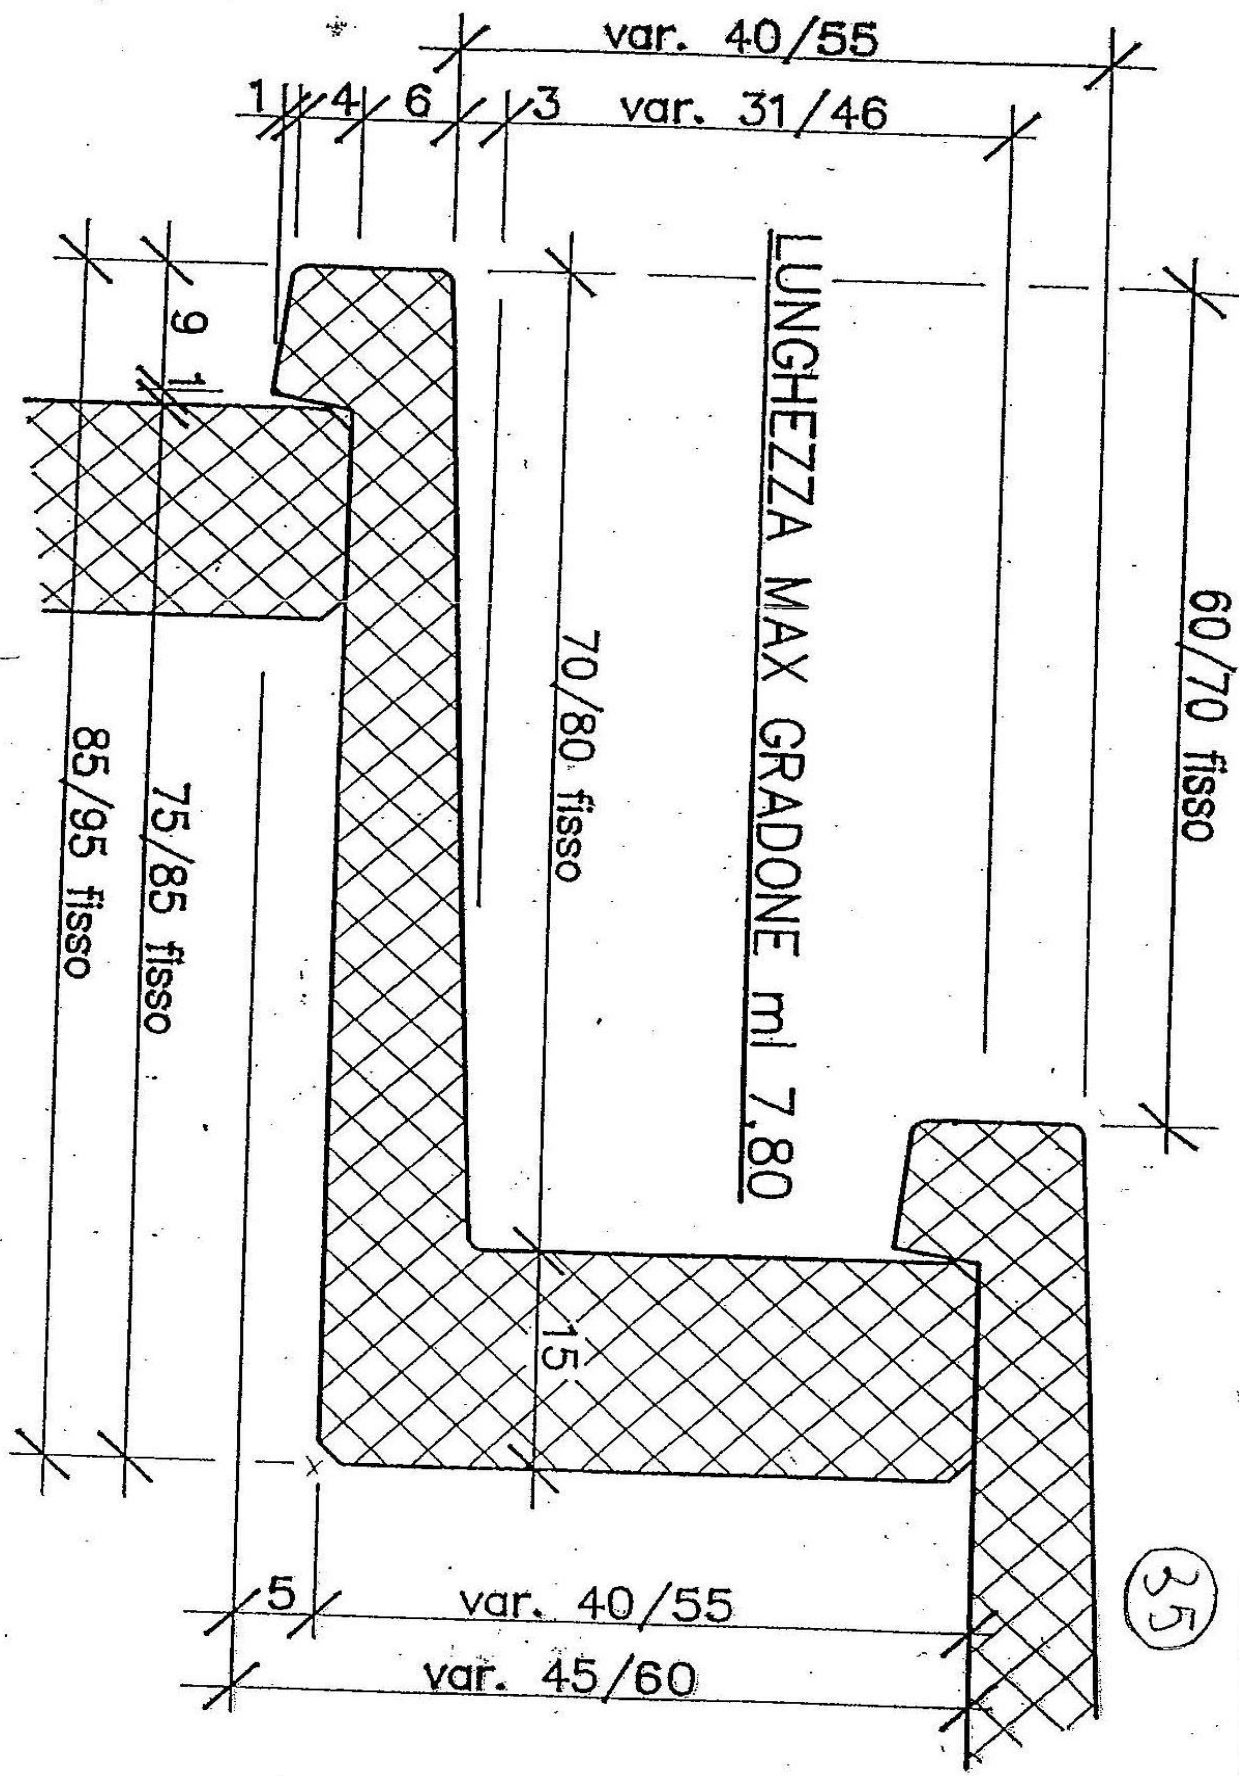 var. 40/55
1 4 6 3 var. 31/46
LUNGHEZZA MAX GRADONE ml 7,80
60/70 fisso
70/80 fisso
9 1
75/85 fisso
85/95 fisso
15
5 var. 40/55
var. 45/60
35